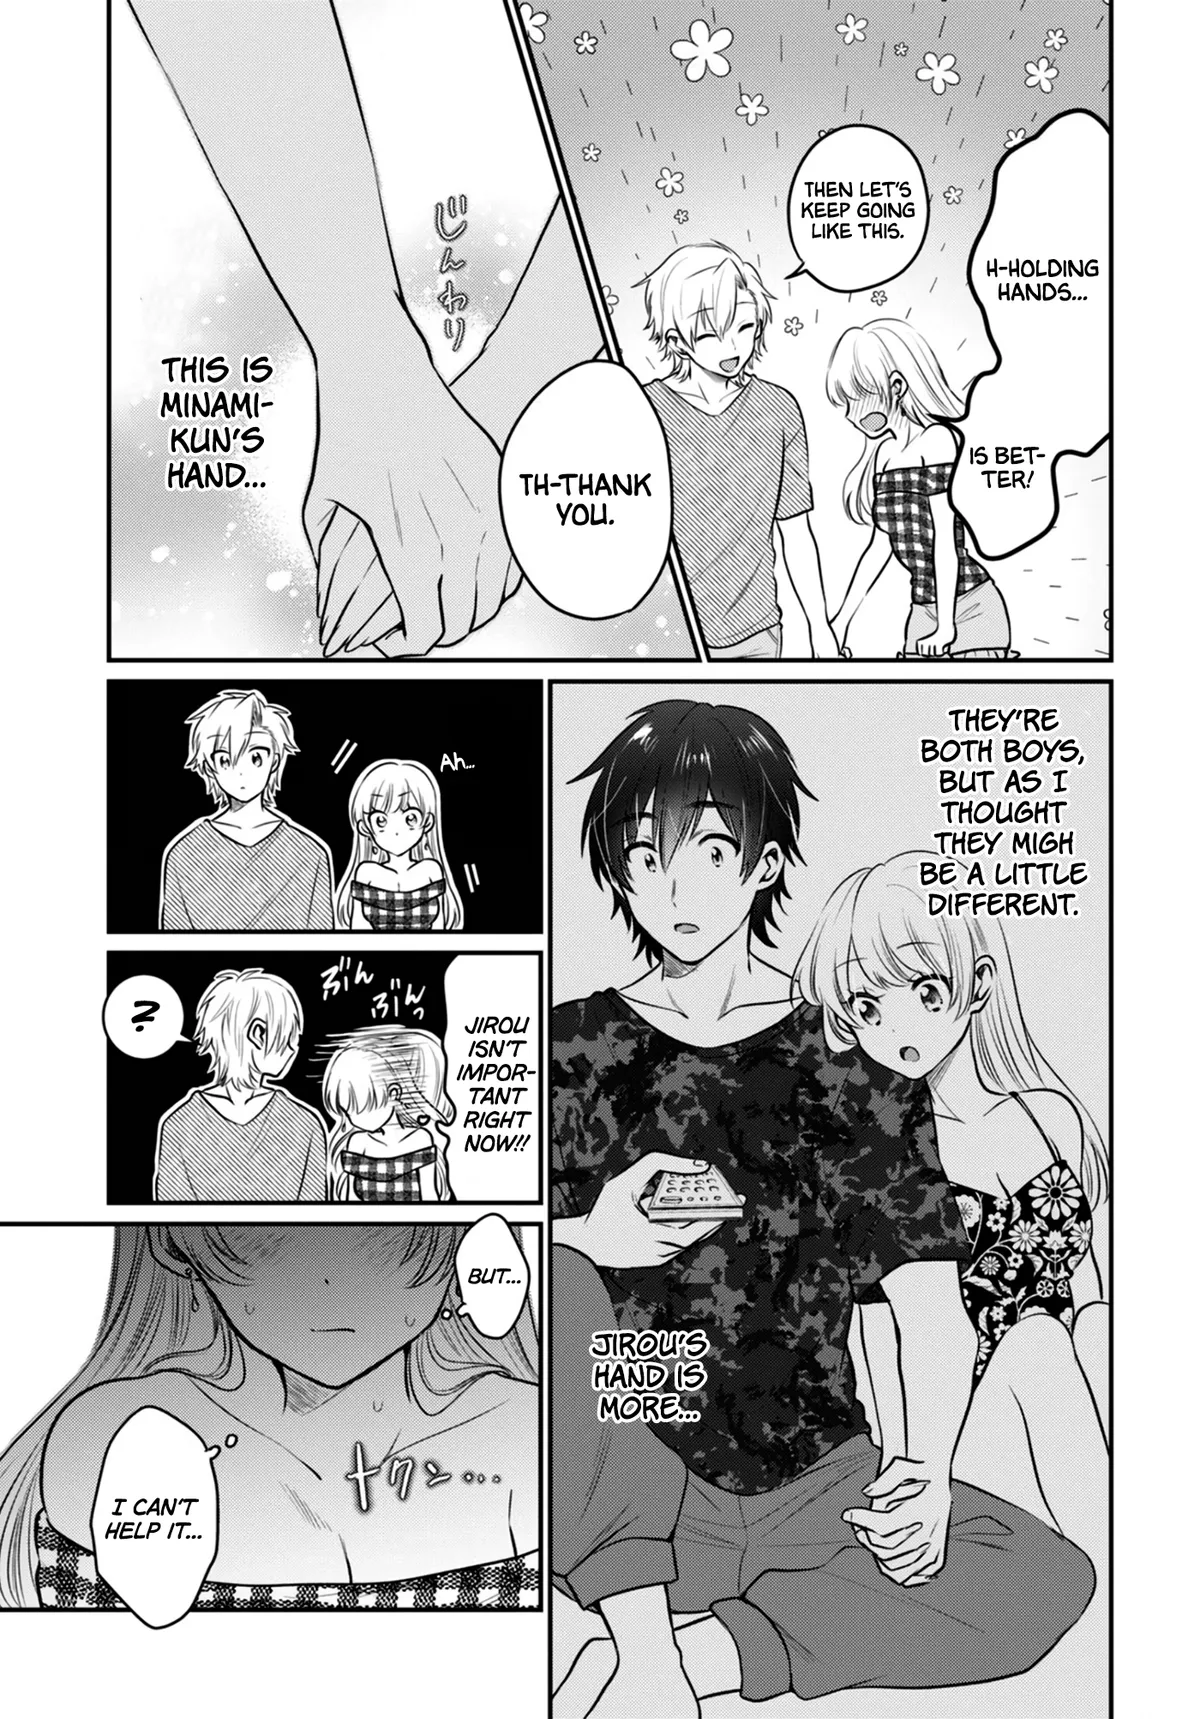 H-HOLDING
HANDS...
IS BET-
TER!
THEN LET'S
KEEP GOING
LIKE THIS.
TH-THANK
YOU.
じんわり
THIS IS
MINAMI-
KUN'S
HAND...
THEY'RE
BOTH BOYS,
BUT AS I
THOUGHT
THEY MIGH
BE A LITTLE
DIFFERENT.
JIROU'S
HAND IS
MORE...
Ah...
JIROU
ISN'T
IMPOR-
TANT
RIGHT
NOW!!
ぶん
ぶんっ
?
BUT...
トクン...
I CAN'T
HELP IT...